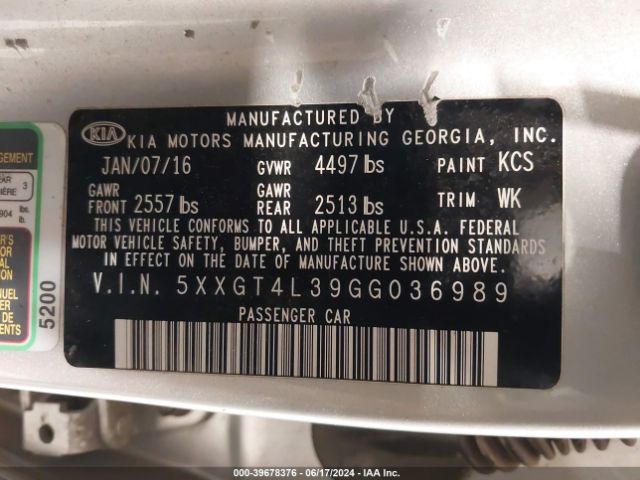 MANUFACTURED BY
KIA KIA MOTORS MANUFACTURING GEORGIA, INC.
JAN/07/16 GVWR 4497 lbs PAINT KCS
GAWR FRONT 2557 lbs GAWR REAR 2513 lbs TRIM WK
THIS VEHICLE CONFORMS TO ALL APPLICABLE U.S.A. FEDERAL
MOTOR VEHICLE SAFETY, BUMPER, AND THEFT PREVENTION STANDARDS
IN EFFECT ON THE DATE OF MANUFACTURE SHOWN ABOVE.
V.I.N. 5XXGT4L39GG036989
PASSENGER CAR
3
904 lbs.
5200
000-39678376 - 06/17/2024 - IAA Inc.